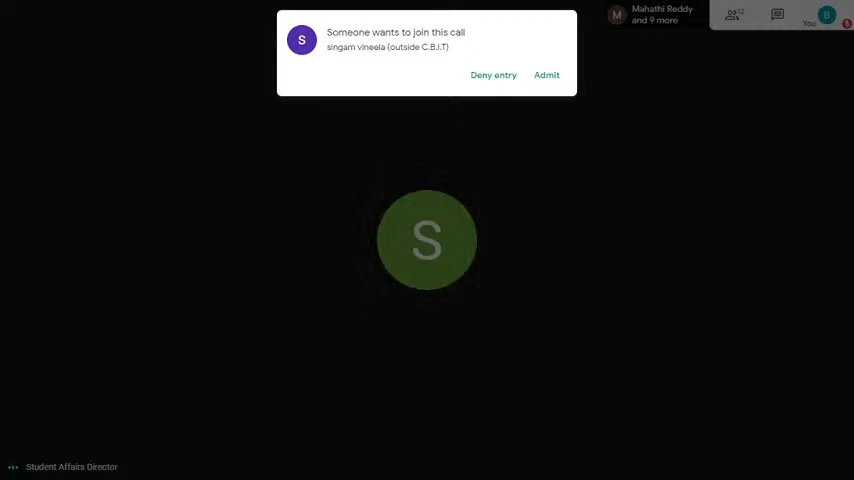 Someone wants to join this call
S
singam vineela (outside C.B.I.T)
Deny entry Admit
M
Mahathi Reddy
and 9 more
12
You
B
S
Student Affairs Director